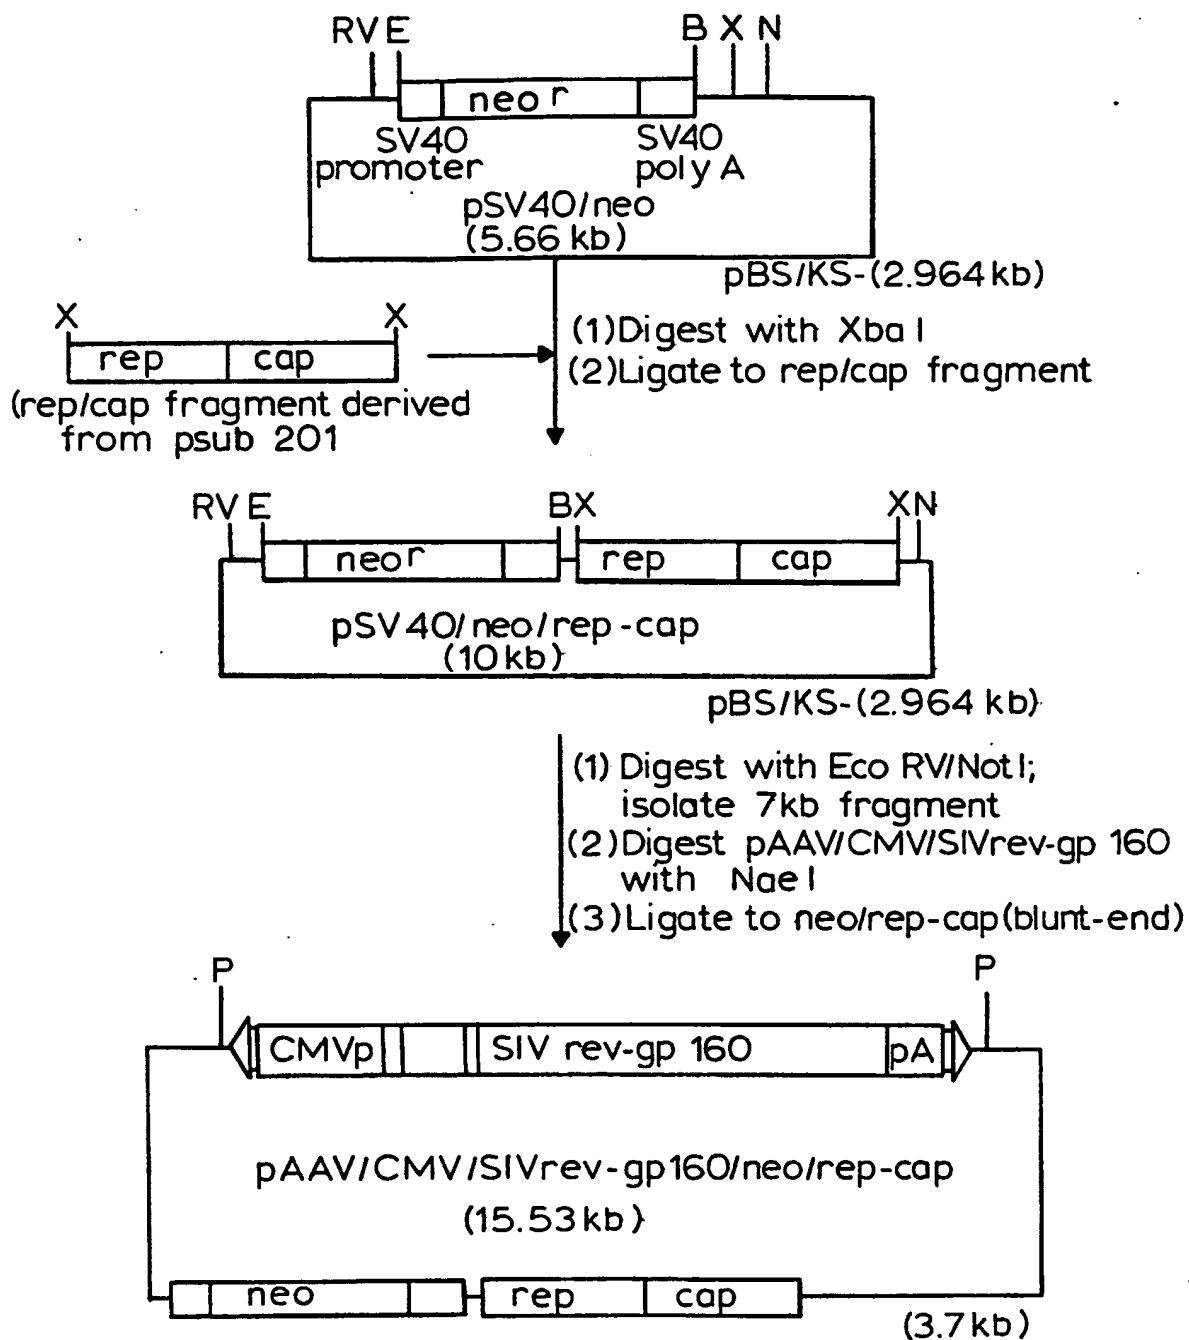 RV E B X N
neo r
SV40 promoter
SV40 poly A
pSV40/neo
(5.66 kb)
pBS/KS-(2.964 kb)
X X
rep cap
(rep/cap fragment derived
from psub 201
(1)Digest with Xba I
(2)Ligate to rep/cap fragment
RV E BX XN
neo r rep cap
pSV40/neo/rep-cap
(10 kb)
pBS/KS-(2.964 kb)
(1) Digest with Eco RV/Not I;
isolate 7kb fragment
(2)Digest pAAV/CMV/SIVrev-gp 160
with Nae I
(3)Ligate to neo/rep-cap(blunt-end)
P P
CMVp SIV rev-gp 160 pA
pAAV/CMV/SIVrev-gp160/neo/rep-cap
(15.53 kb)
neo rep cap
(3.7 kb)